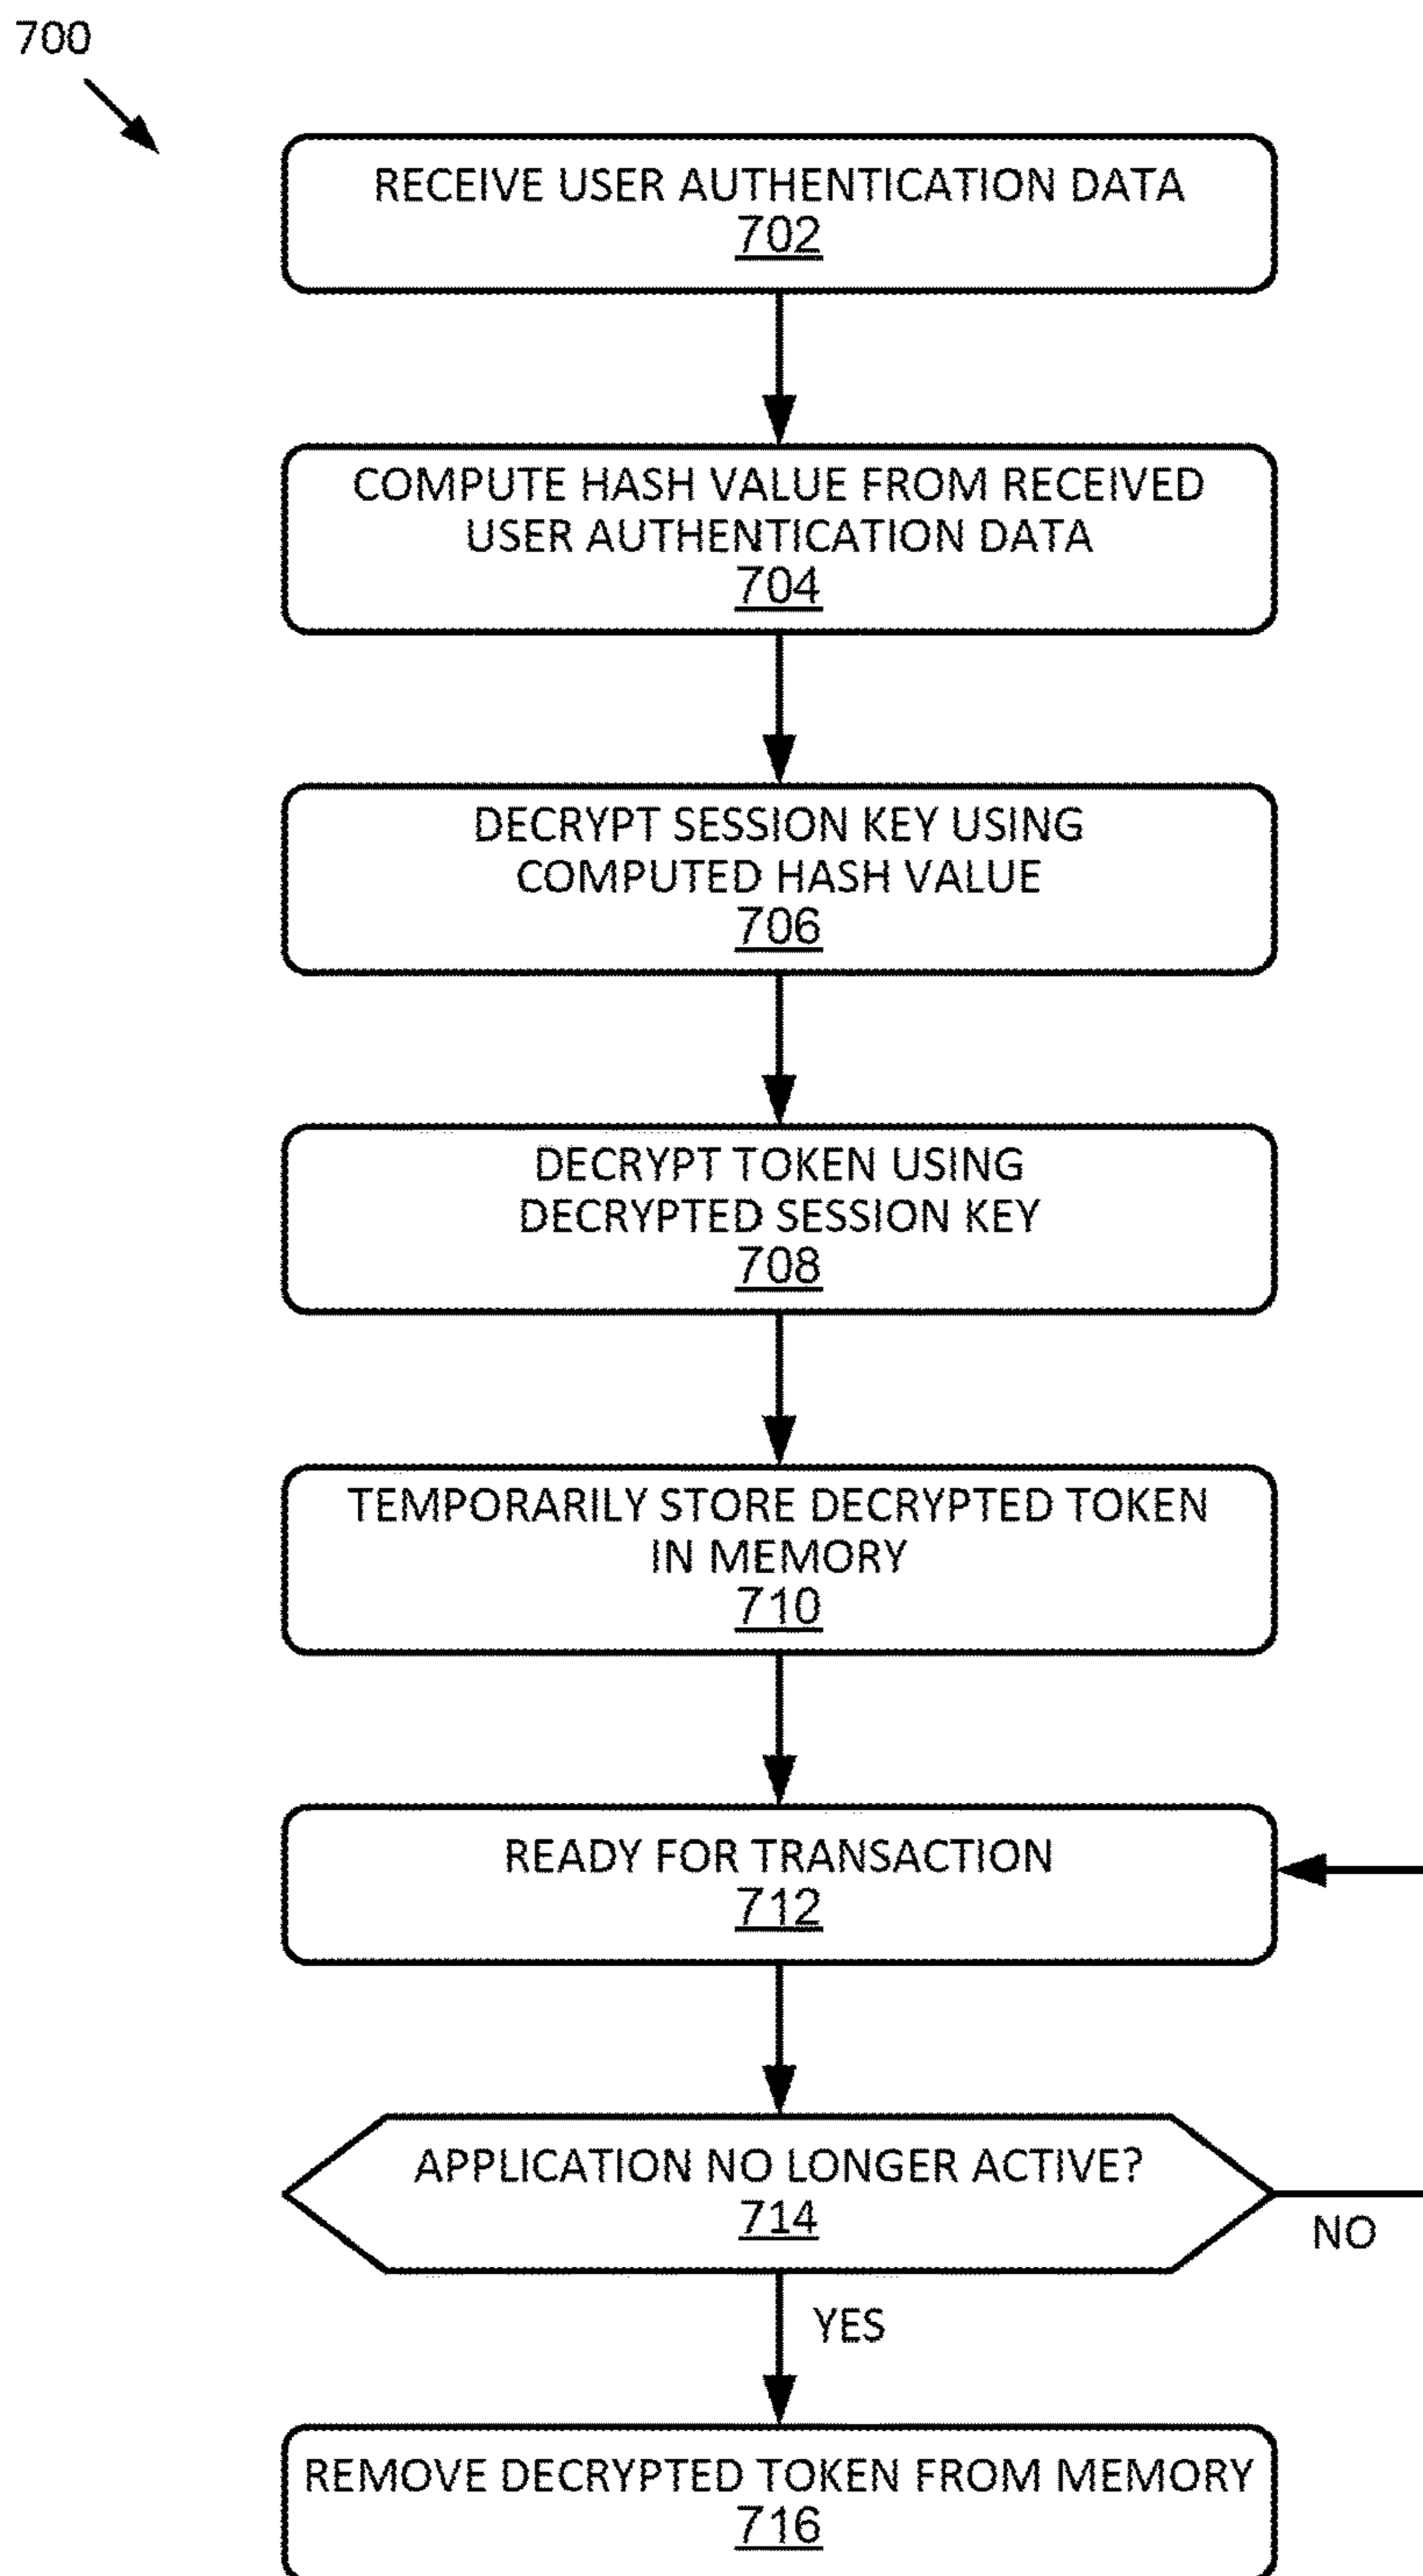 700
RECEIVE USER AUTHENTICATION DATA
702
COMPUTE HASH VALUE FROM RECEIVED
USER AUTHENTICATION DATA
704
DECRYPT SESSION KEY USING
COMPUTED HASH VALUE
706
DECRYPT TOKEN USING
DECRYPTED SESSION KEY
708
TEMPORARILY STORE DECRYPTED TOKEN
IN MEMORY
710
READY FOR TRANSACTION
712
APPLICATION NO LONGER ACTIVE?
714
NO
YES
REMOVE DECRYPTED TOKEN FROM MEMORY
716